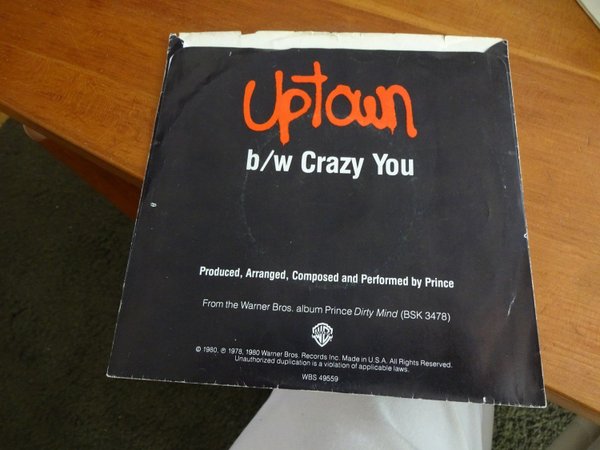 Uptown
b/w Crazy You
Produced, Arranged, Composed and Performed by Prince
From the Warner Bros. album Prince Dirty Mind (BSK 3478)
WB
© 1980, ℗ 1978, 1980 Warner Bros. Records Inc. Made in U.S.A. All Rights Reserved.
Unauthorized duplication is a violation of applicable laws.
WBS 49559